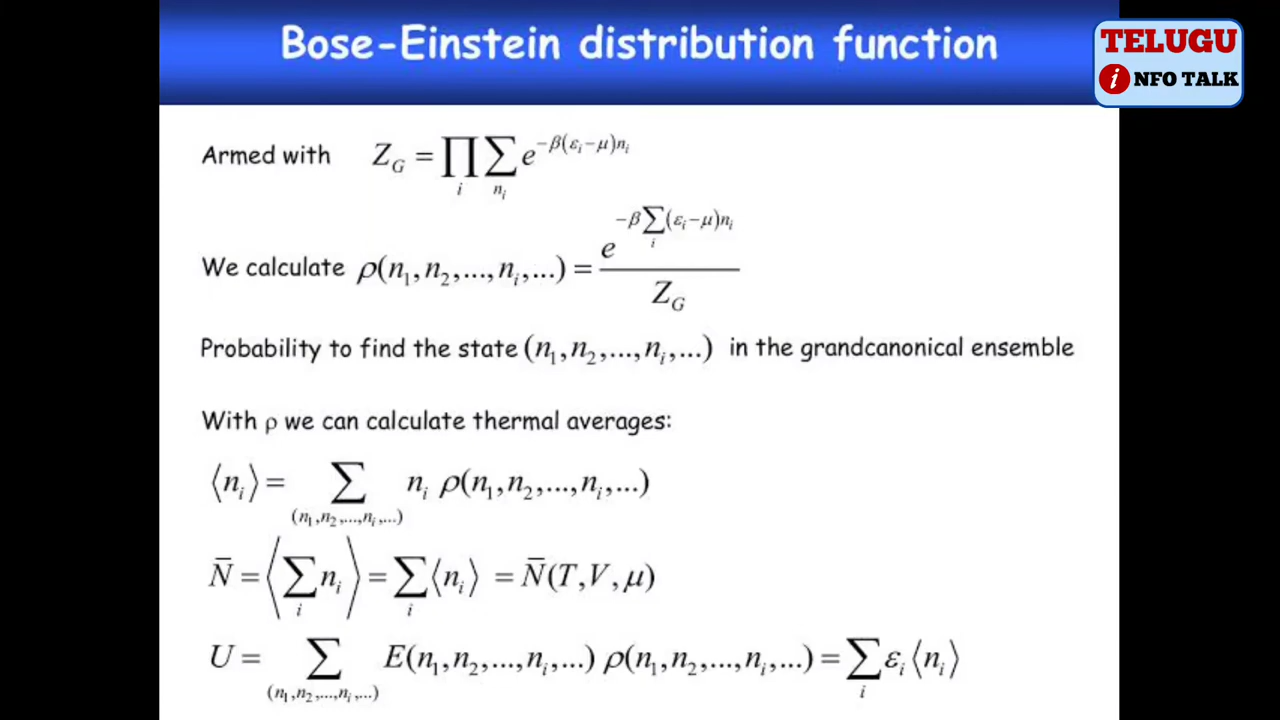 Bose-Einstein distribution function
TELUGU
iNFO TALK
Armed with Z_G = ∏_i ∑_{n_i} e^{-β(ε_i-μ)n_i}
We calculate ρ(n_1,n_2,...,n_i,...) = e^{-β∑_i(ε_i-μ)n_i} / Z_G
Probability to find the state (n_1,n_2,...,n_i,...) in the grandcanonical ensemble
With ρ we can calculate thermal averages:
⟨n_i⟩ = ∑_{(n_1,n_2,...,n_i,...)} n_i ρ(n_1,n_2,...,n_i,...)
N̄ = ⟨∑_i n_i⟩ = ∑_i ⟨n_i⟩ = N̄(T,V,μ)
U = ∑_{(n_1,n_2,...,n_i,...)} E(n_1,n_2,...,n_i,...) ρ(n_1,n_2,...,n_i,...) = ∑_i ε_i ⟨n_i⟩